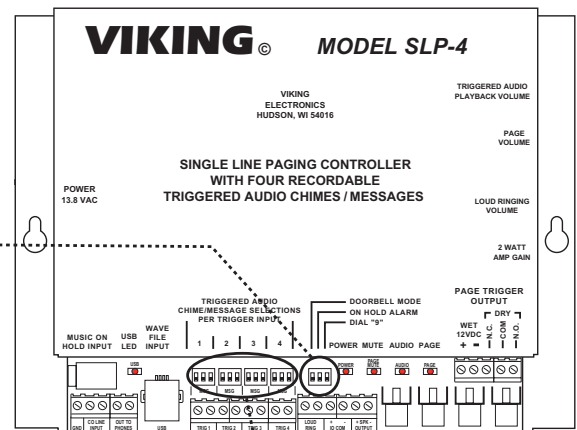 VIKING©
MODEL SLP-4
VIKING
ELECTRONICS
HUDSON, WI 54016
TRIGGERED AUDIO
PLAYBACK VOLUME
PAGE
VOLUME
SINGLE LINE PAGING CONTROLLER
WITH FOUR RECORDABLE
TRIGGERED AUDIO CHIMES / MESSAGES
POWER
13.8 VAC
LOUD RINGING
VOLUME
2 WATT
AMP GAIN
TRIGGERED AUDIO
CHIME/MESSAGE SELECTIONS
PER TRIGGER INPUT
1 2 3 4
DOORBELL MODE
ON HOLD ALARM
DIAL "9"
PAGE TRIGGER
OUTPUT
DRY
WET
12VDC
+ -
N.C.
COM
N.O.
MUSIC ON
HOLD INPUT
USB
LED
WAVE
FILE
INPUT
POWER MUTE AUDIO PAGE
USB
MSG MSG MSG MSG
POWER
PAGE
MUTE
AUDIO
PAGE
GND
CO LINE
INPUT
OUT TO
PHONES
USB
TRIG 1 TRIG 2 TRIG 3 TRIG 4
LOUD
RING
+ -
IO COM
+ SPK -
OUTPUT